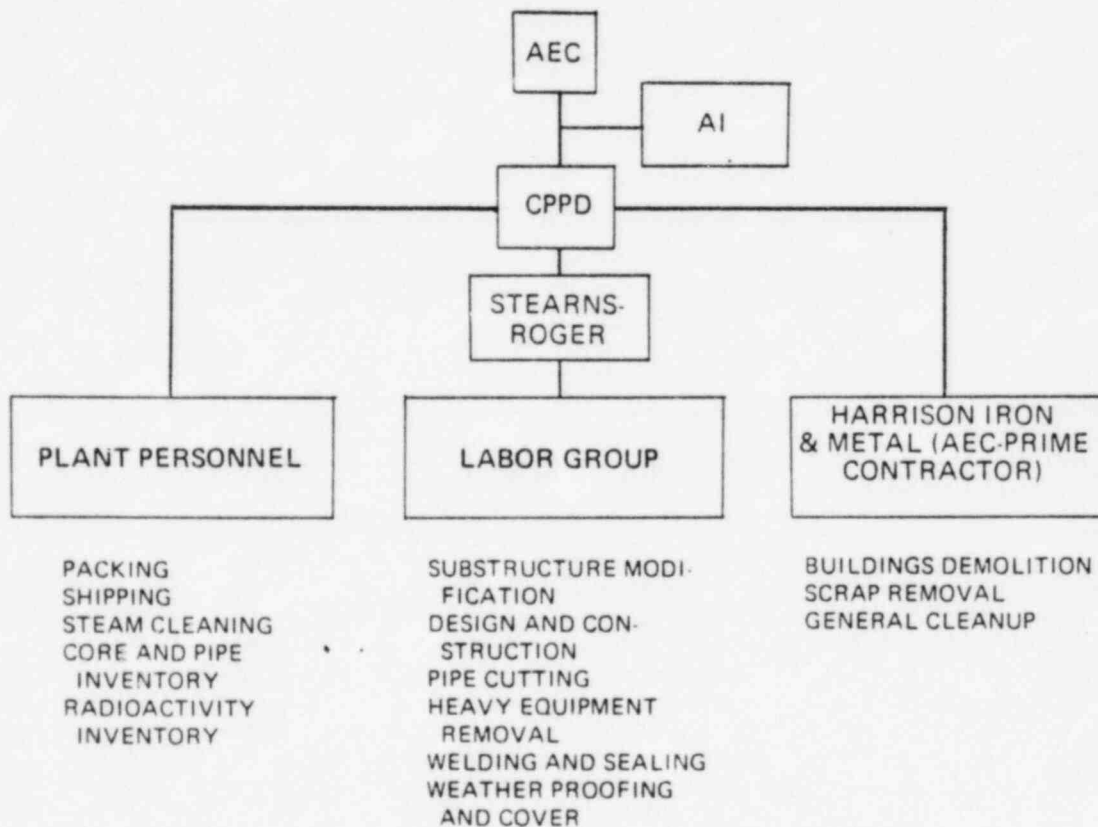 AEC
AI
CPPD
STEARNS-
ROGER
PLANT PERSONNEL
LABOR GROUP
HARRISON IRON
& METAL (AEC-PRIME
CONTRACTOR)
PACKING
SHIPPING
STEAM CLEANING
CORE AND PIPE
INVENTORY
RADIOACTIVITY
INVENTORY
SUBSTRUCTURE MODI-
FICATION
DESIGN AND CON-
STRUCTION
PIPE CUTTING
HEAVY EQUIPMENT
REMOVAL
WELDING AND SEALING
WEATHER PROOFING
AND COVER
BUILDINGS DEMOLITION
SCRAP REMOVAL
GENERAL CLEANUP